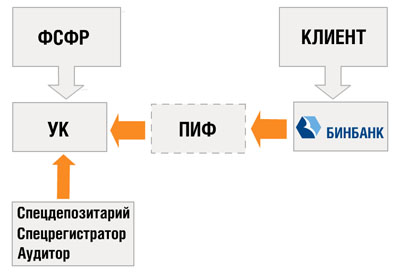 ФСФР
КЛИЕНТ
УК
ПИФ
БИНБАНК
Спецдепозитарий
Спецрегистратор
Аудитор